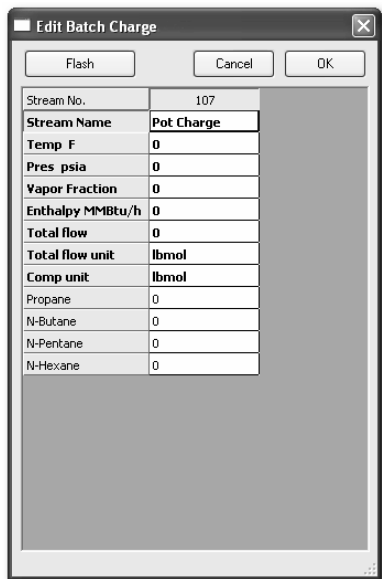 Edit Batch Charge
Flash Cancel OK
Stream No. 107
Stream Name Pot Charge
Temp F 0
Pres psia 0
Vapor Fraction 0
Enthalpy MMBtu/h 0
Total flow 0
Total flow unit lbmol
Comp unit lbmol
Propane 0
N-Butane 0
N-Pentane 0
N-Hexane 0